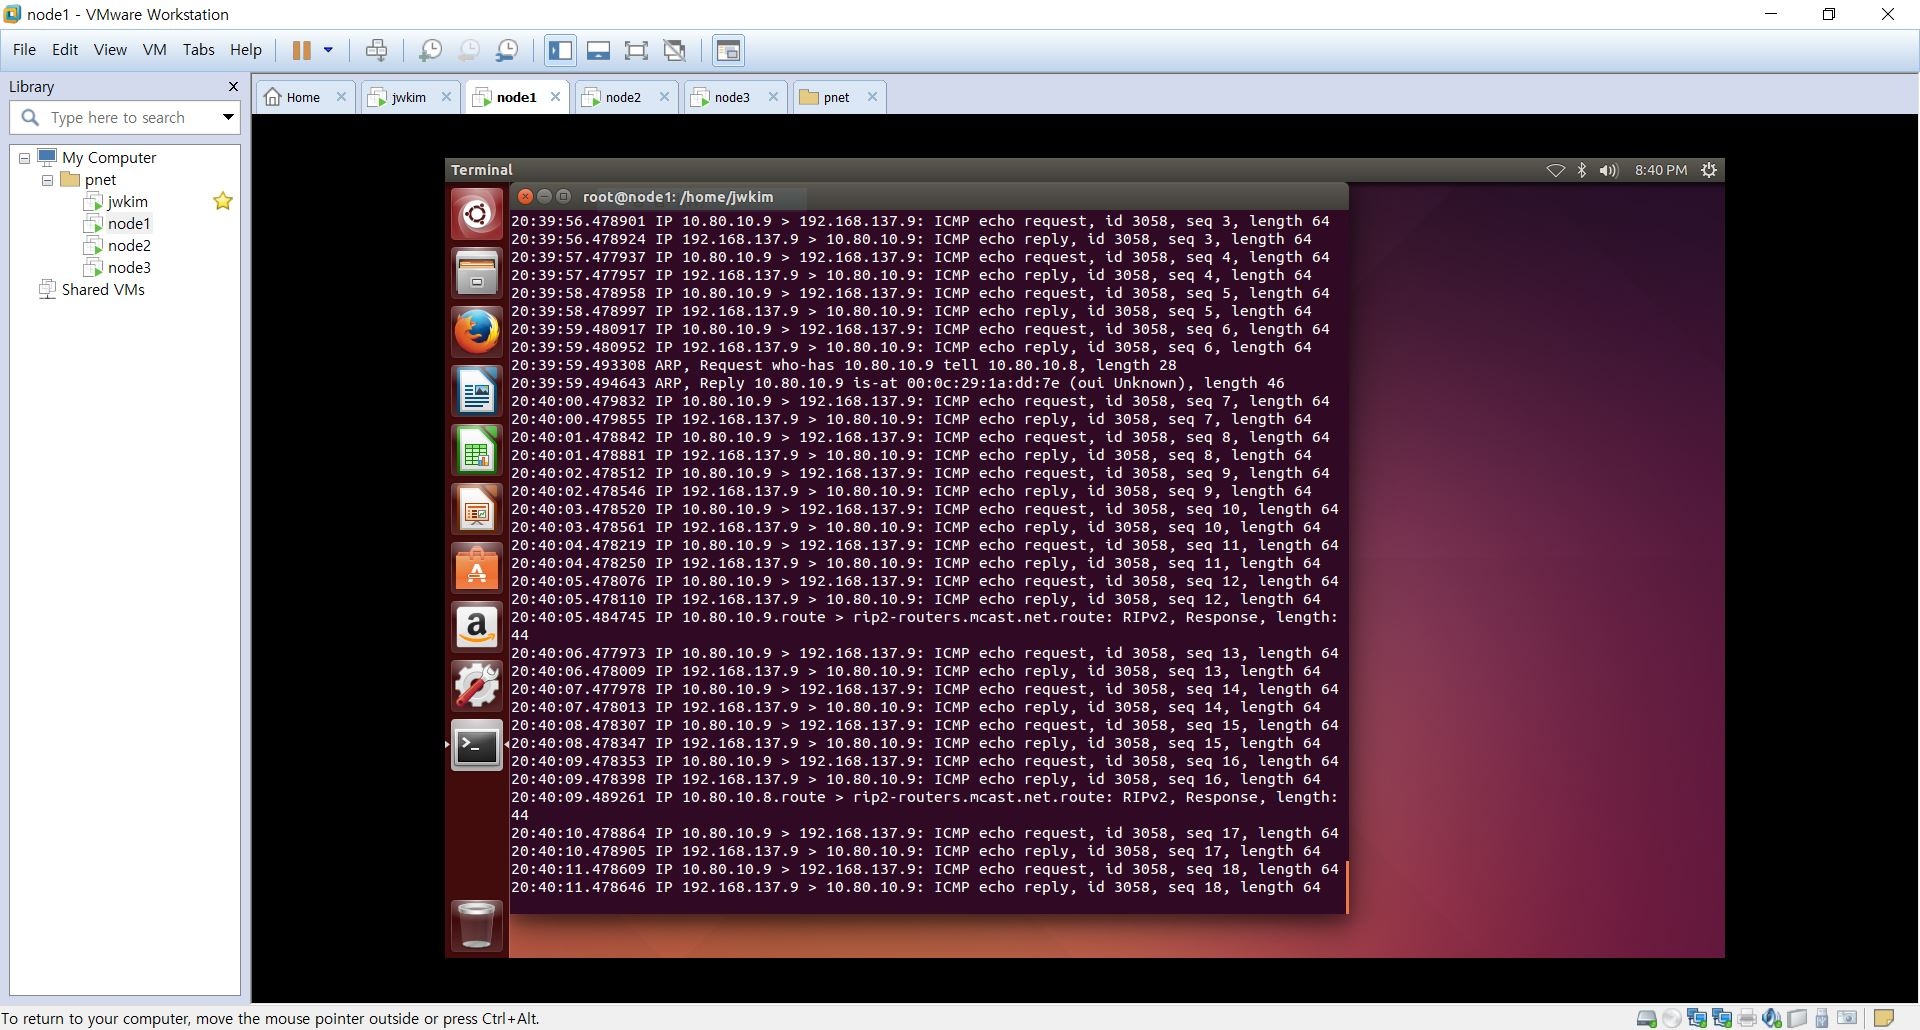 node1 - VMware Workstation
File Edit View VM Tabs Help
Library
Type here to search
My Computer
pnet
jwkim
node1
node2
node3
Shared VMs
Home jwkim node1 node2 node3 pnet
Terminal 8:40 PM
root@node1: /home/jwkim
20:39:56.478901 IP 10.80.10.9 > 192.168.137.9: ICMP echo request, id 3058, seq 3, length 64
20:39:56.478924 IP 192.168.137.9 > 10.80.10.9: ICMP echo reply, id 3058, seq 3, length 64
20:39:57.477937 IP 10.80.10.9 > 192.168.137.9: ICMP echo request, id 3058, seq 4, length 64
20:39:57.477957 IP 192.168.137.9 > 10.80.10.9: ICMP echo reply, id 3058, seq 4, length 64
20:39:58.478958 IP 10.80.10.9 > 192.168.137.9: ICMP echo request, id 3058, seq 5, length 64
20:39:58.478997 IP 192.168.137.9 > 10.80.10.9: ICMP echo reply, id 3058, seq 5, length 64
20:39:59.480917 IP 10.80.10.9 > 192.168.137.9: ICMP echo request, id 3058, seq 6, length 64
20:39:59.480952 IP 192.168.137.9 > 10.80.10.9: ICMP echo reply, id 3058, seq 6, length 64
20:39:59.493308 ARP, Request who-has 10.80.10.9 tell 10.80.10.8, length 28
20:39:59.494643 ARP, Reply 10.80.10.9 is-at 00:0c:29:1a:dd:7e (oui Unknown), length 46
20:40:00.479832 IP 10.80.10.9 > 192.168.137.9: ICMP echo request, id 3058, seq 7, length 64
20:40:00.479855 IP 192.168.137.9 > 10.80.10.9: ICMP echo reply, id 3058, seq 7, length 64
20:40:01.478842 IP 10.80.10.9 > 192.168.137.9: ICMP echo request, id 3058, seq 8, length 64
20:40:01.478881 IP 192.168.137.9 > 10.80.10.9: ICMP echo reply, id 3058, seq 8, length 64
20:40:02.478512 IP 10.80.10.9 > 192.168.137.9: ICMP echo request, id 3058, seq 9, length 64
20:40:02.478546 IP 192.168.137.9 > 10.80.10.9: ICMP echo reply, id 3058, seq 9, length 64
20:40:03.478520 IP 10.80.10.9 > 192.168.137.9: ICMP echo request, id 3058, seq 10, length 64
20:40:03.478561 IP 192.168.137.9 > 10.80.10.9: ICMP echo reply, id 3058, seq 10, length 64
20:40:04.478219 IP 10.80.10.9 > 192.168.137.9: ICMP echo request, id 3058, seq 11, length 64
20:40:04.478250 IP 192.168.137.9 > 10.80.10.9: ICMP echo reply, id 3058, seq 11, length 64
20:40:05.478076 IP 10.80.10.9 > 192.168.137.9: ICMP echo request, id 3058, seq 12, length 64
20:40:05.478110 IP 192.168.137.9 > 10.80.10.9: ICMP echo reply, id 3058, seq 12, length 64
20:40:05.484745 IP 10.80.10.9.route > rip2-routers.mcast.net.route: RIPv2, Response, length:
44
20:40:06.477973 IP 10.80.10.9 > 192.168.137.9: ICMP echo request, id 3058, seq 13, length 64
20:40:06.478009 IP 192.168.137.9 > 10.80.10.9: ICMP echo reply, id 3058, seq 13, length 64
20:40:07.477978 IP 10.80.10.9 > 192.168.137.9: ICMP echo request, id 3058, seq 14, length 64
20:40:07.478013 IP 192.168.137.9 > 10.80.10.9: ICMP echo reply, id 3058, seq 14, length 64
20:40:08.478307 IP 10.80.10.9 > 192.168.137.9: ICMP echo request, id 3058, seq 15, length 64
20:40:08.478347 IP 192.168.137.9 > 10.80.10.9: ICMP echo reply, id 3058, seq 15, length 64
20:40:09.478353 IP 10.80.10.9 > 192.168.137.9: ICMP echo request, id 3058, seq 16, length 64
20:40:09.478398 IP 192.168.137.9 > 10.80.10.9: ICMP echo reply, id 3058, seq 16, length 64
20:40:09.489261 IP 10.80.10.8.route > rip2-routers.mcast.net.route: RIPv2, Response, length:
44
20:40:10.478864 IP 10.80.10.9 > 192.168.137.9: ICMP echo request, id 3058, seq 17, length 64
20:40:10.478905 IP 192.168.137.9 > 10.80.10.9: ICMP echo reply, id 3058, seq 17, length 64
20:40:11.478609 IP 10.80.10.9 > 192.168.137.9: ICMP echo request, id 3058, seq 18, length 64
20:40:11.478646 IP 192.168.137.9 > 10.80.10.9: ICMP echo reply, id 3058, seq 18, length 64
To return to your computer, move the mouse pointer outside or press Ctrl+Alt.